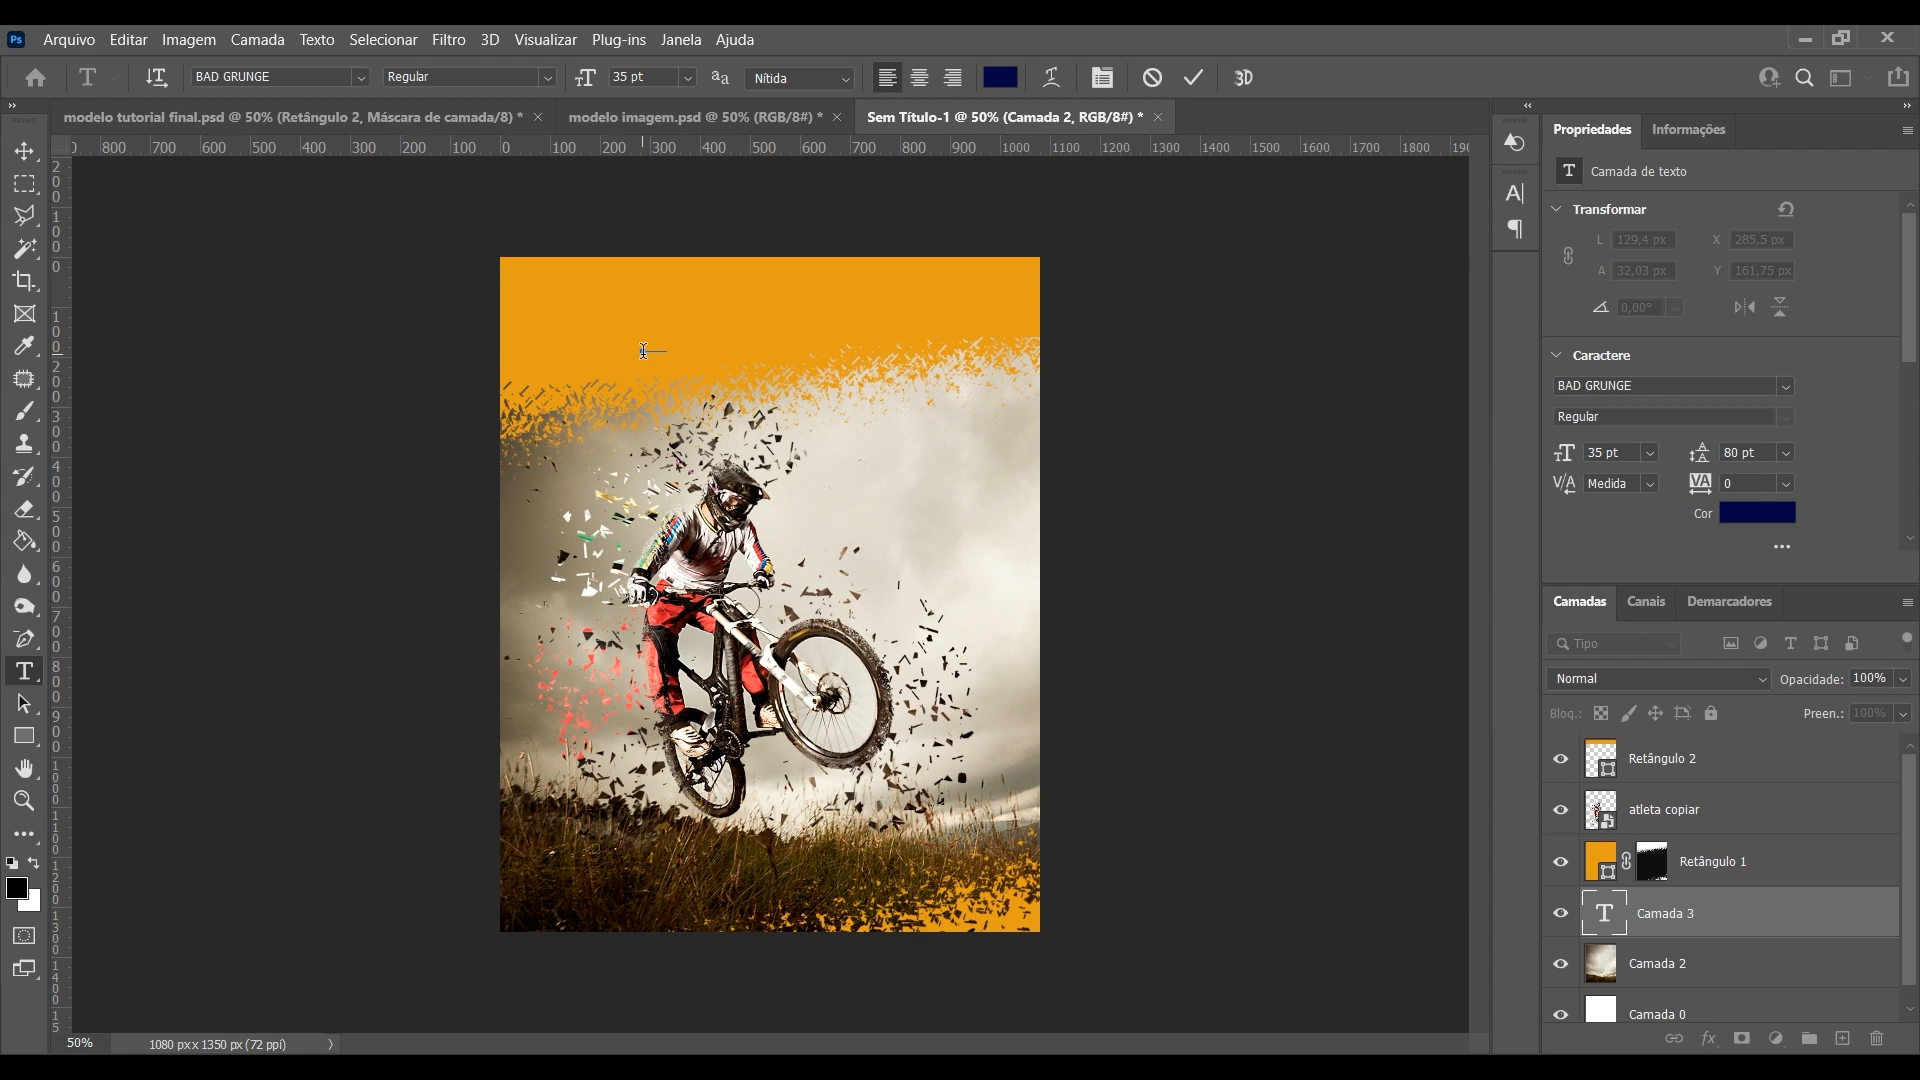 Ps Arquivo Editar Imagem Camada Texto Selecionar Filtro 3D Visualizar Plug-ins Janela Ajuda
T BAD GRUNGE Regular 35 pt aa Nítida 3D
modelo tutorial final.psd @ 50% (Retângulo 2, Máscara de camada/8) * modelo imagem.psd @ 50% (RGB/8#) * Sem Título-1 @ 50% (Camada 2, RGB/8#) *
800 700 600 500 400 300 200 100 0 100 200 300 400 500 600 700 800 900 1000 1100 1200 1300 1400 1500 1600 1700 1800
Propriedades Informações
Camada de texto
Transformar
L 129,4 px X 285,5 px
A 32,03 px Y 161,75 px
0,00°
Caractere
BAD GRUNGE
Regular
35 pt 80 pt
V/A Medida VA 0
Cor
Camadas Canais Demarcadores
Tipo
Normal Opacidade: 100%
Bloq.: Preen.: 100%
Retângulo 2
atleta copiar
Retângulo 1
T Camada 3
Camada 2
Camada 0
fx
50% 1080 px x 1350 px (72 ppi)